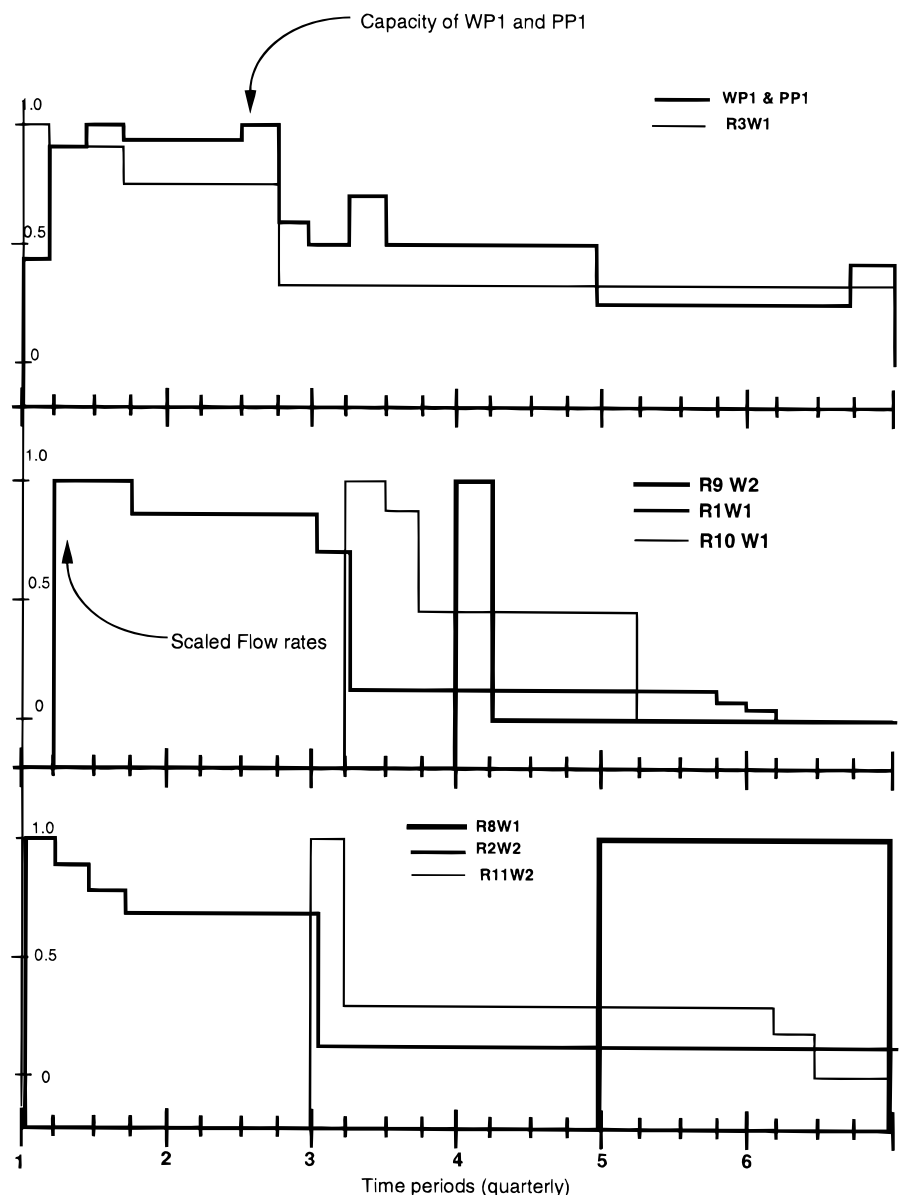 Capacity of WP1 and PP1
1.0
WP1 & PP1
R3W1
0.5
0
1.0
R9 W2
R1W1
R10 W1
0.5
Scaled Flow rates
0
1.0
R8W1
R2W2
R11W2
0.5
0
1 2 3 4 5 6
Time periods (quarterly)